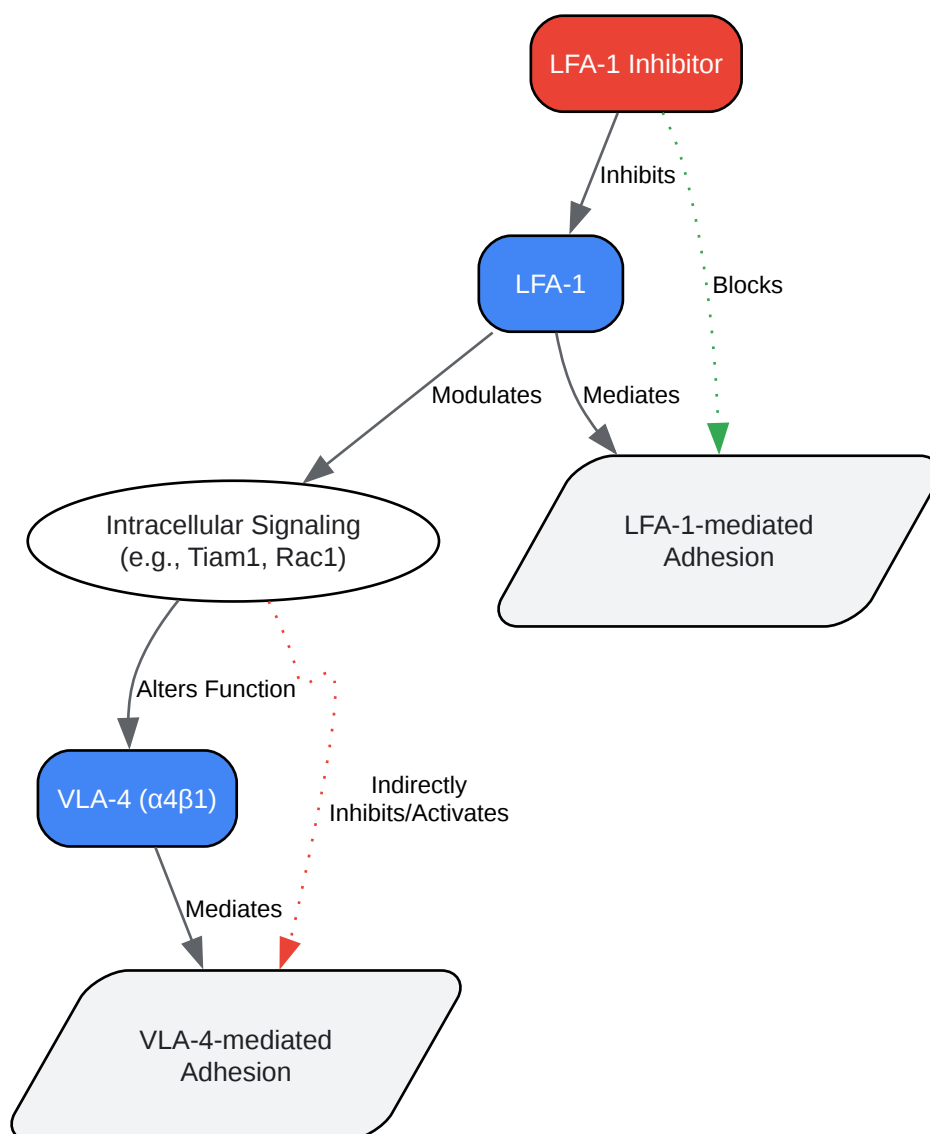 LFA-1 Inhibitor
Inhibits
LFA-1
Blocks
Modulates
Mediates
Intracellular Signaling
(e.g., Tiam1, Rac1)
LFA-1-mediated
Adhesion
Alters Function
VLA-4 (α4β1)
Indirectly
Inhibits/Activates
Mediates
VLA-4-mediated
Adhesion